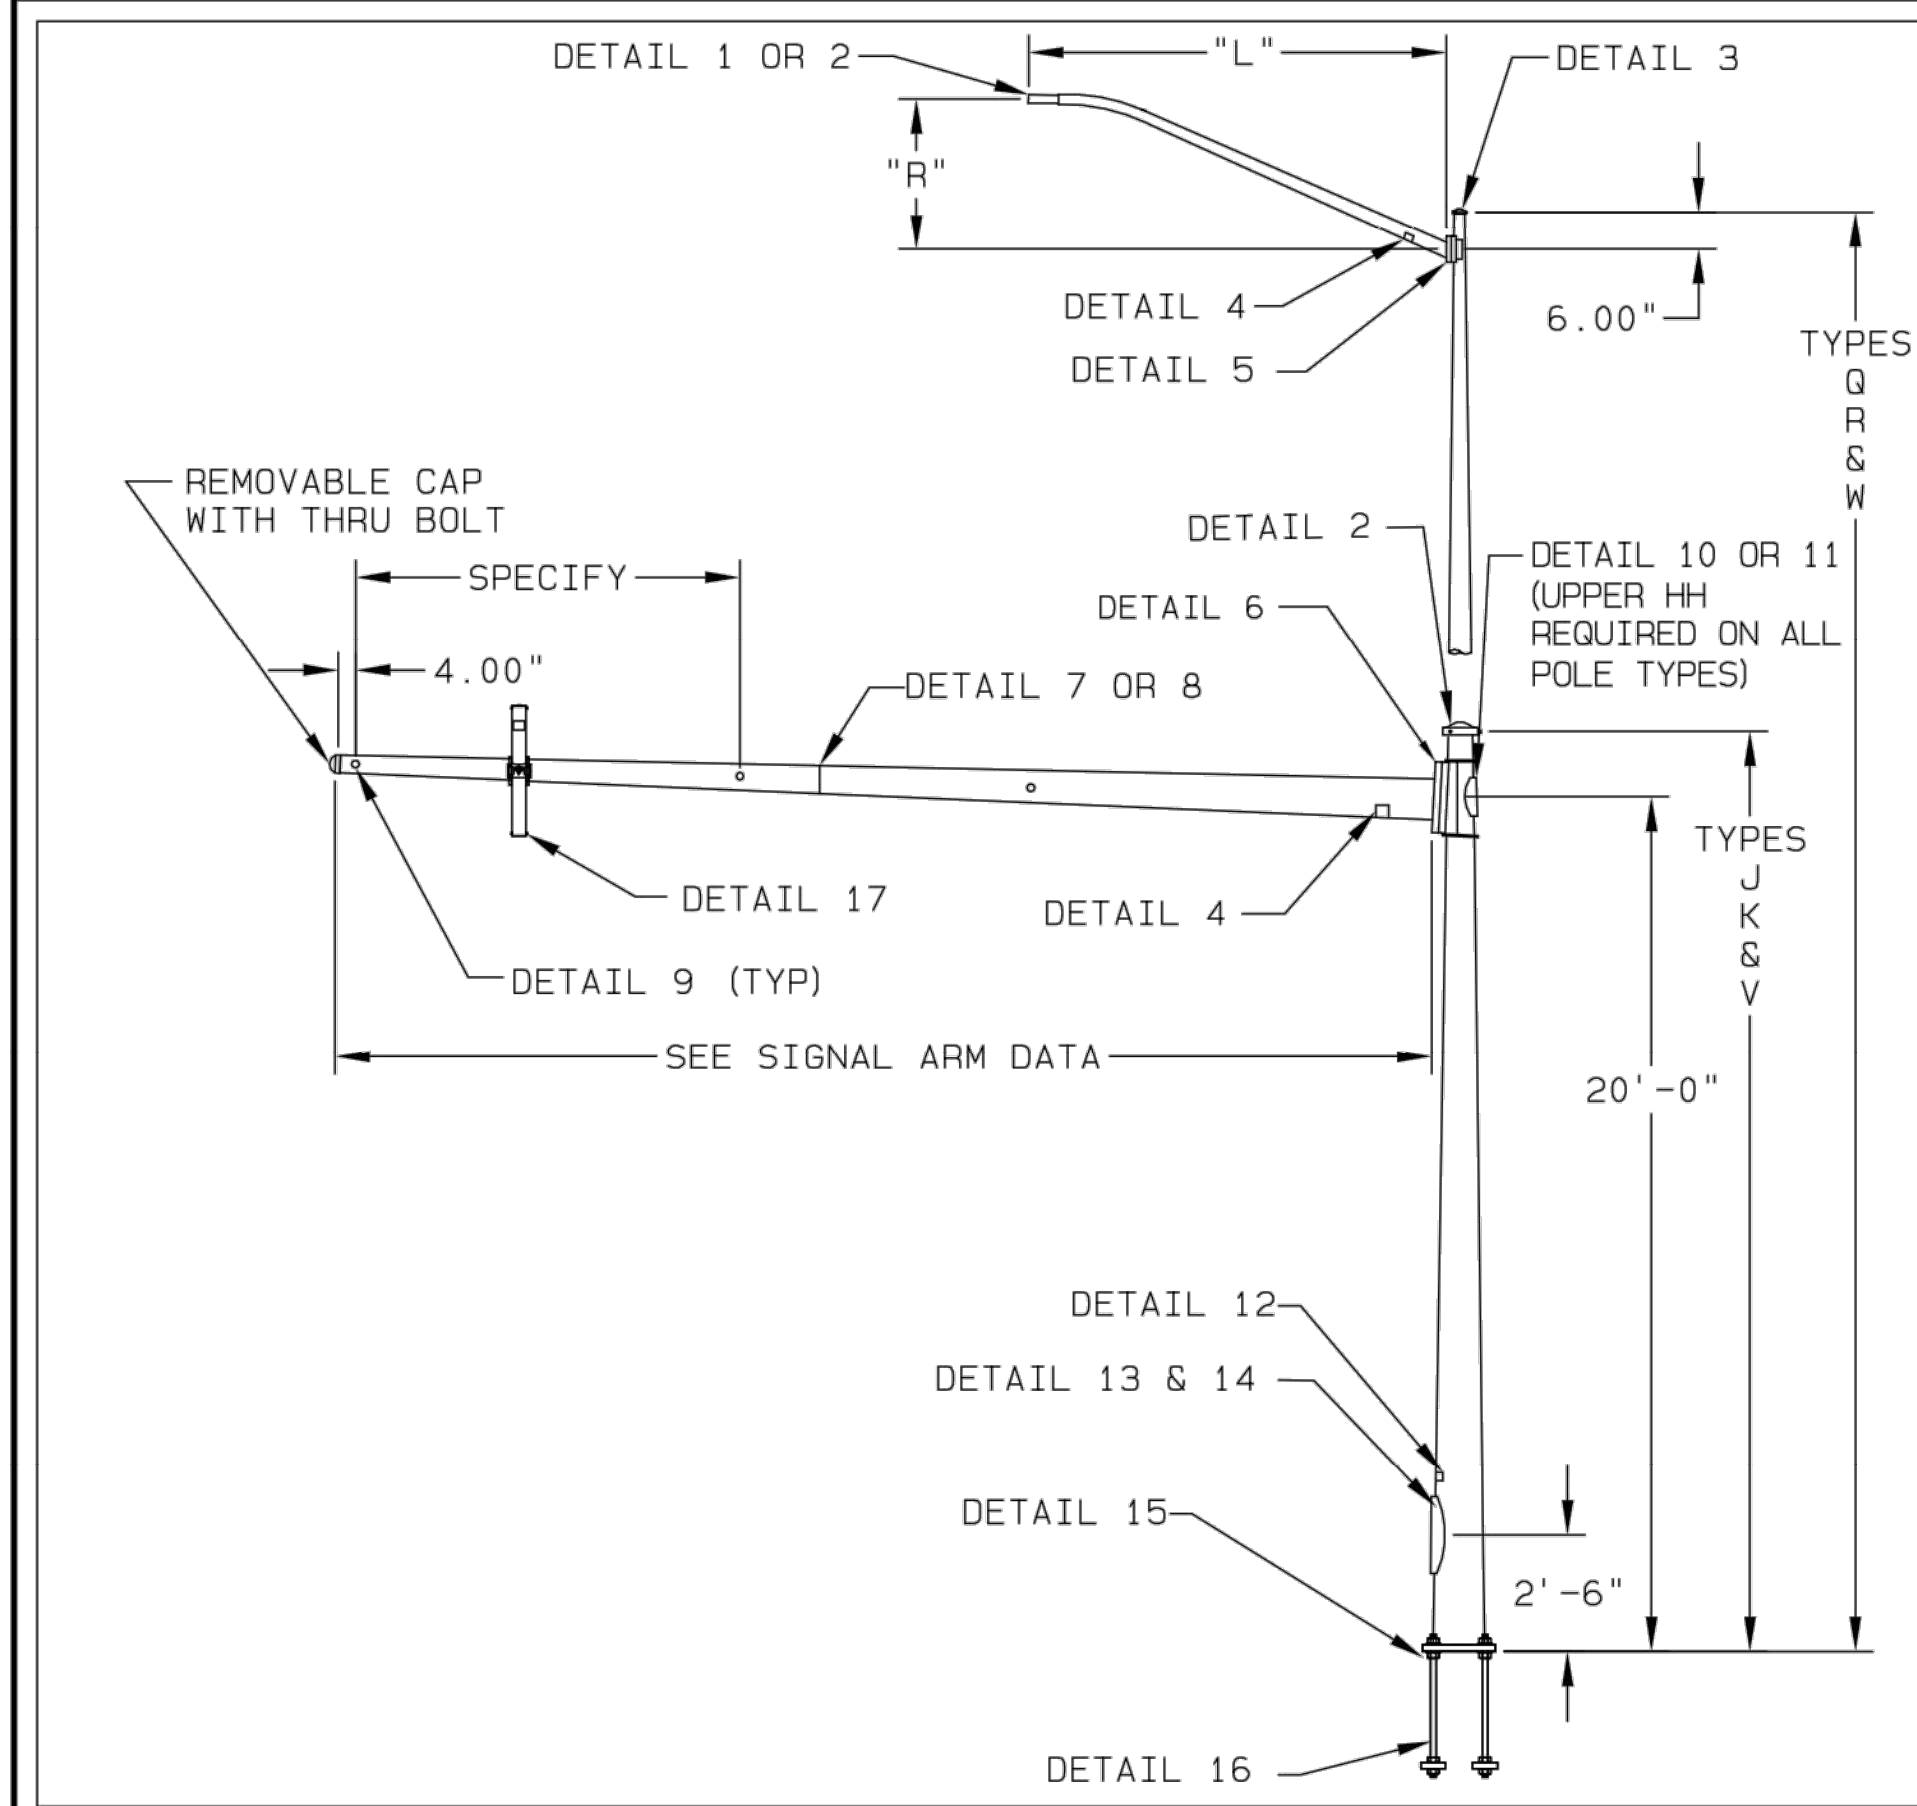 DETAIL 1 OR 2
"L"
DETAIL 3
"R"
DETAIL 4
6.00"
DETAIL 5
TYPES
Q
R
&
W
REMOVABLE CAP
WITH THRU BOLT
DETAIL 2
DETAIL 10 OR 11
(UPPER HH
REQUIRED ON ALL
POLE TYPES)
SPECIFY
DETAIL 6
4.00"
DETAIL 7 OR 8
TYPES
J
K
&
V
DETAIL 17
DETAIL 4
DETAIL 9 (TYP)
SEE SIGNAL ARM DATA
20'-0"
DETAIL 12
DETAIL 13 & 14
DETAIL 15
2'-6"
DETAIL 16